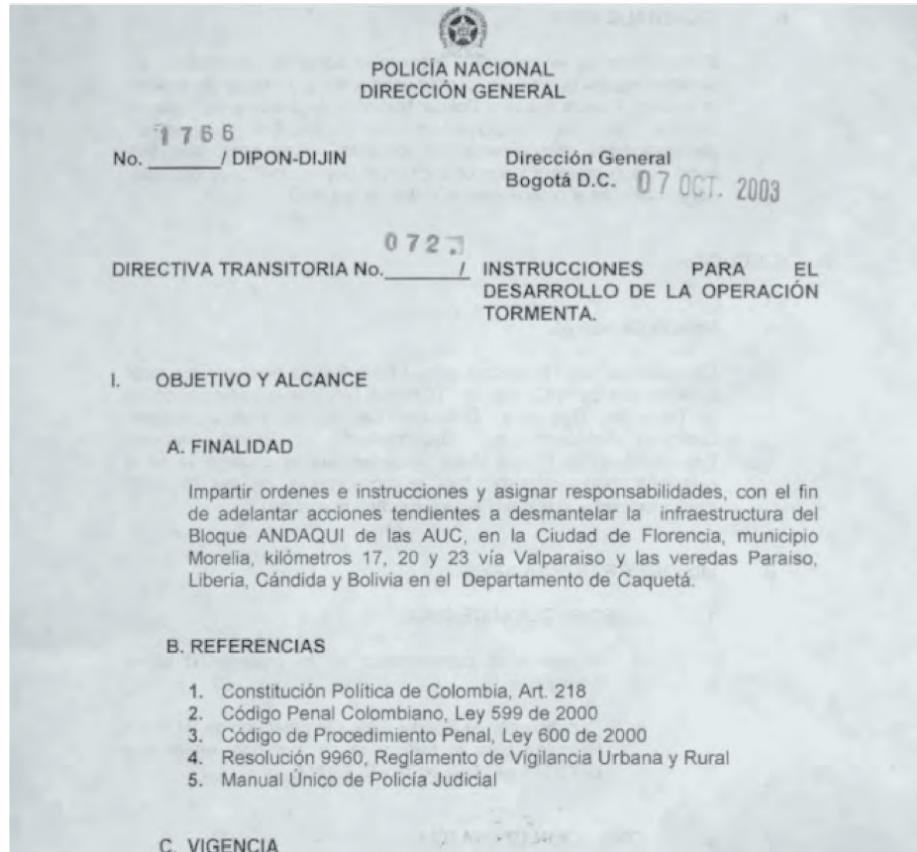 POLICÍA NACIONAL
DIRECCIÓN GENERAL
1766
No. ______/ DIPON-DIJIN
Dirección General
Bogotá D.C. 07 OCT. 2003
072
DIRECTIVA TRANSITORIA No.______/ INSTRUCCIONES PARA EL
DESARROLLO DE LA OPERACIÓN
TORMENTA.
I. OBJETIVO Y ALCANCE
A. FINALIDAD
Impartir ordenes e instrucciones y asignar responsabilidades, con el fin
de adelantar acciones tendientes a desmantelar la infraestructura del
Bloque ANDAQUI de las AUC, en la Ciudad de Florencia, municipio
Morelia, kilómetros 17, 20 y 23 vía Valparaiso y las veredas Paraiso,
Liberia, Cándida y Bolivia en el Departamento de Caquetá.
B. REFERENCIAS
1. Constitución Política de Colombia, Art. 218
2. Código Penal Colombiano, Ley 599 de 2000
3. Código de Procedimiento Penal, Ley 600 de 2000
4. Resolución 9960, Reglamento de Vigilancia Urbana y Rural
5. Manual Único de Policía Judicial
C. VIGENCIA